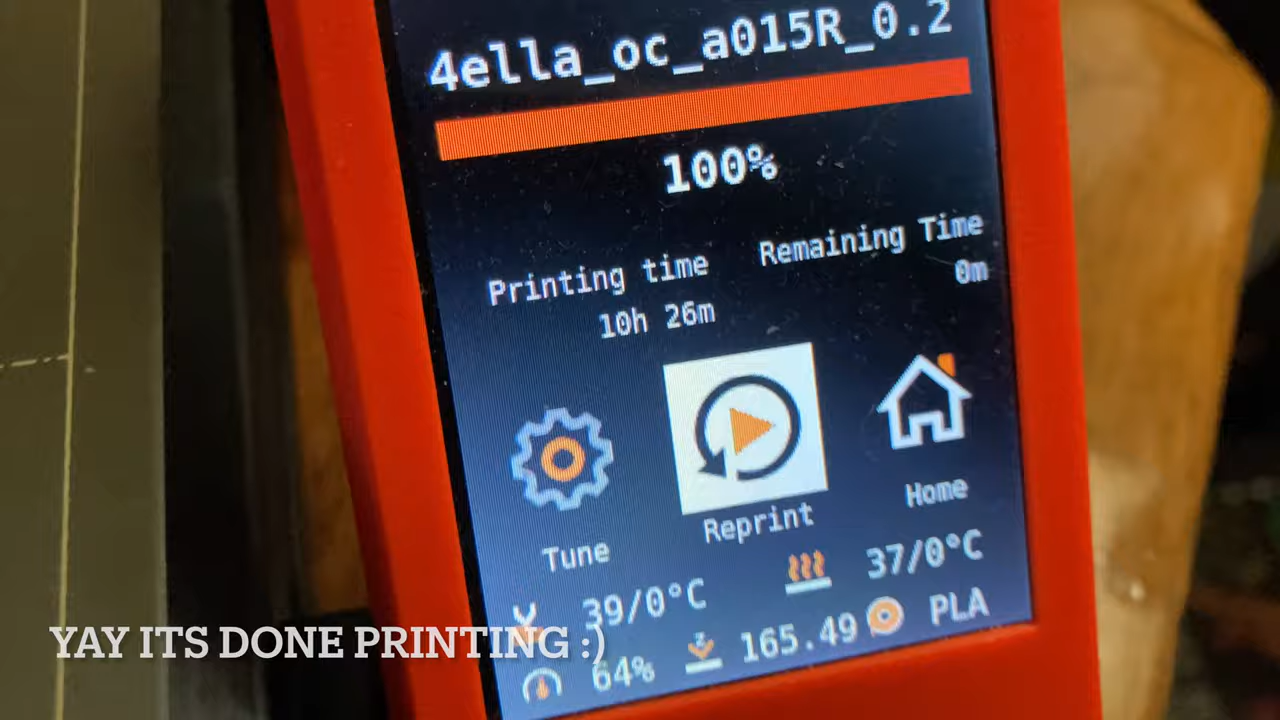 4ella_oc_a015R_0.2
100%
Printing time
10h 26m
Remaining Time
0m
Tune
Reprint
Home
39/0°C
37/0°C
64%
165.49
PLA
YAY ITS DONE PRINTING :)